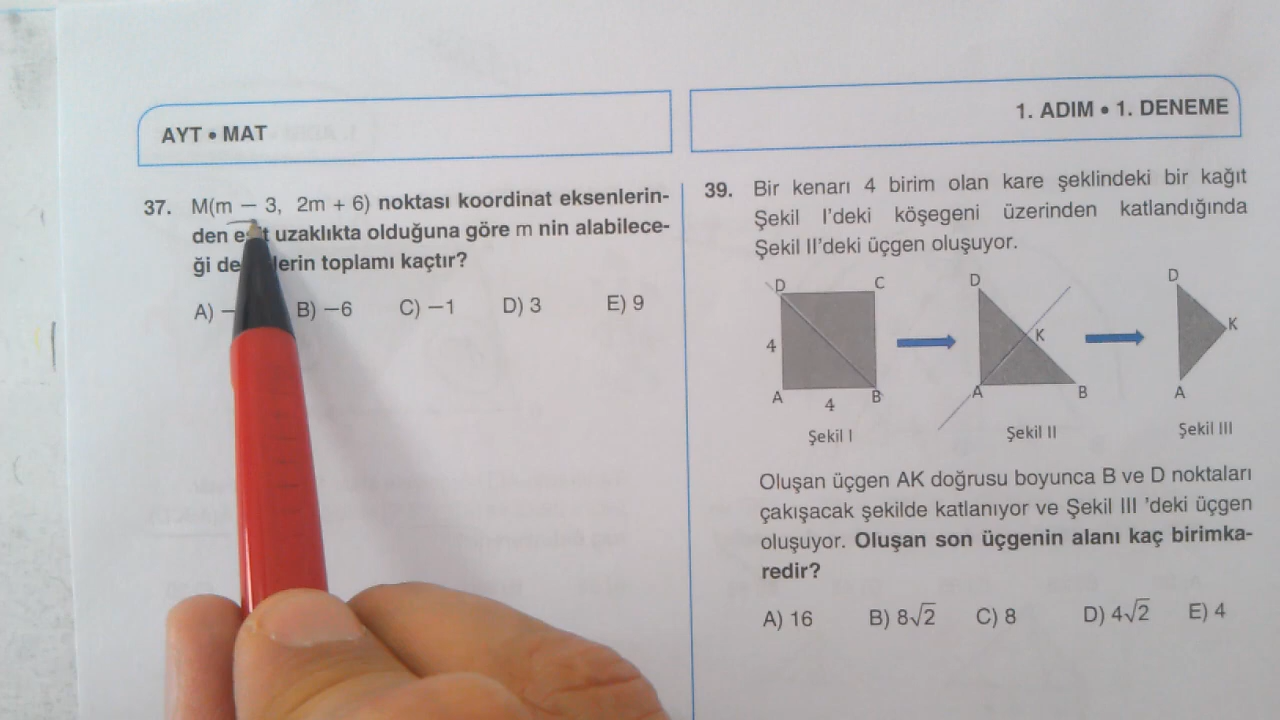 AYT • MAT
1. ADIM • 1. DENEME
37. M(m – 3, 2m + 6) noktası koordinat eksenlerin-
den eşit uzaklıkta olduğuna göre m nin alabilece-
ği toplamı kaçtır?
A) – B) –6 C) –1 D) 3 E) 9
39. Bir kenarı 4 birim olan kare şeklindeki bir kağıt
Şekil I'deki köşegeni üzerinden katlandığında
Şekil II'deki üçgen oluşuyor.
D C
4
A 4 B
Şekil I
D
K
A B
Şekil II
D
K
A
Şekil III
Oluşan üçgen AK doğrusu boyunca B ve D noktaları
çakışacak şekilde katlanıyor ve Şekil III 'deki üçgen
oluşuyor. Oluşan son üçgenin alanı kaç birimka-
redir?
A) 16 B) 8√2 C) 8 D) 4√2 E) 4